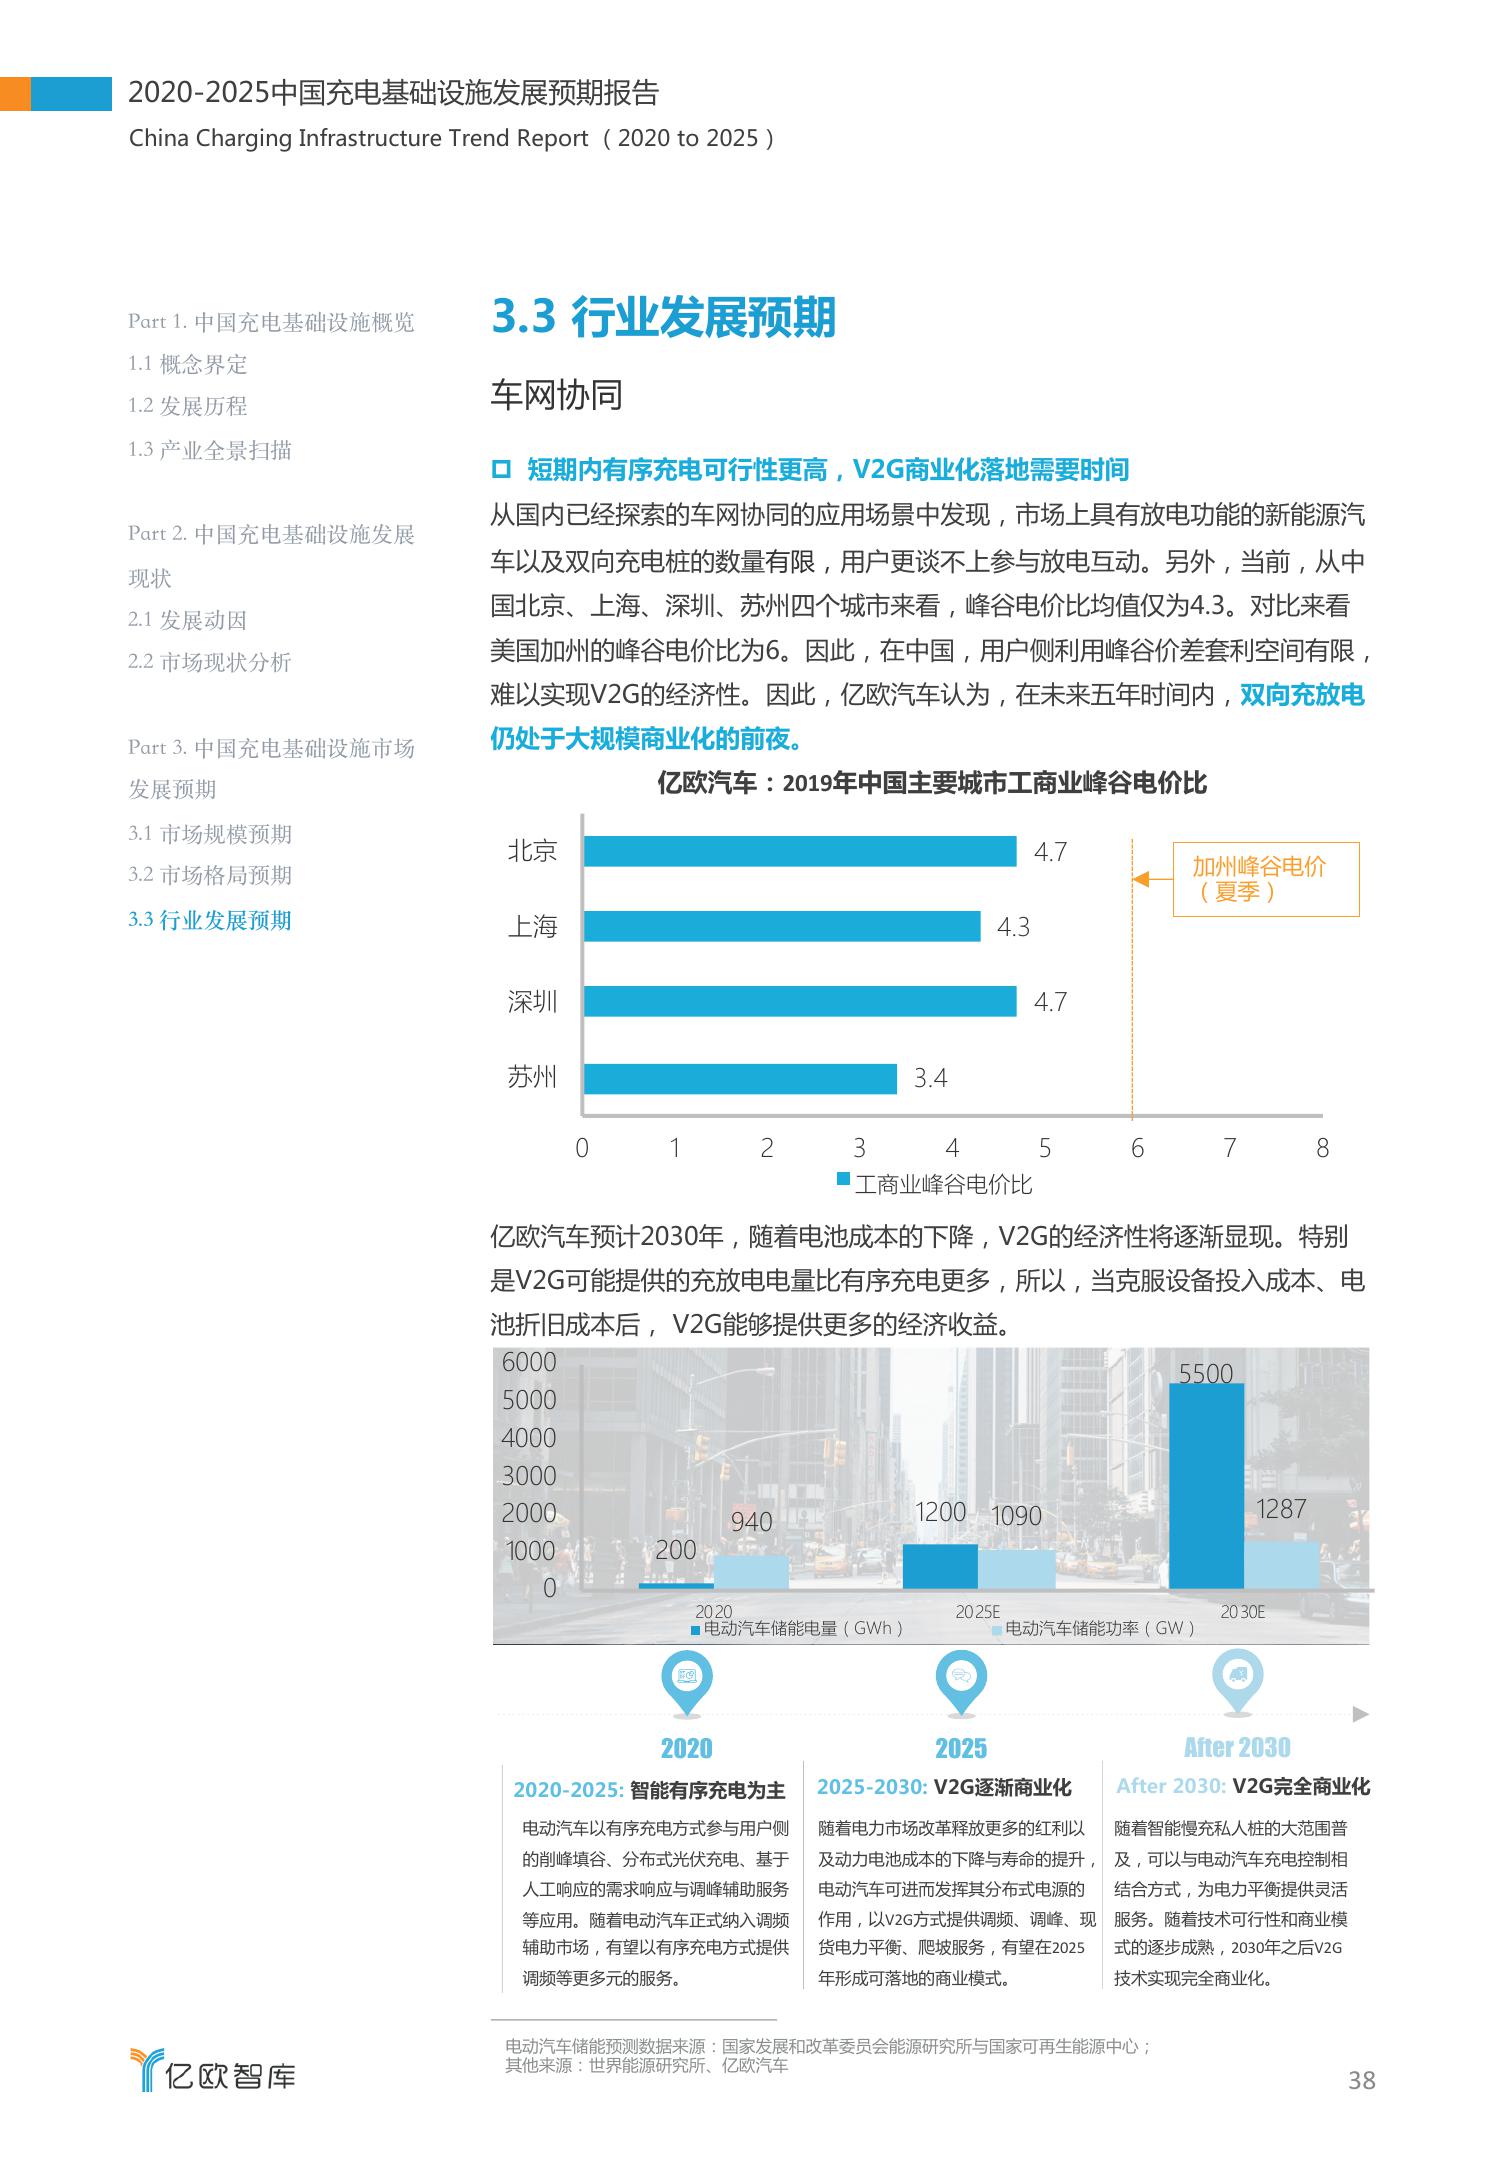 2020-2025中国充电基础设施发展预期报告
China Charging Infrastructure Trend Report（2020 to 2025）
Part 1. 中国充电基础设施概览
1.1 概念界定
1.2 发展历程
1.3 产业全景扫描
Part 2. 中国充电基础设施发展
现状
2.1 发展动因
2.2 市场现状分析
Part 3. 中国充电基础设施市场
发展预期
3.1 市场规模预期
3.2 市场格局预期
3.3 行业发展预期
3.3 行业发展预期
车网协同
短期内有序充电可行性更高，V2G商业化落地需要时间
从国内已经探索的车网协同的应用场景中发现，市场上具有放电功能的新能源汽
车以及双向充电桩的数量有限，用户更谈不上参与放电互动。另外，当前，从中
国北京、上海、深圳、苏州四个城市来看，峰谷电价比均值仅为4.3。对比来看
美国加州的峰谷电价比为6。因此，在中国，用户侧利用峰谷价差套利空间有限，
难以实现V2G的经济性。因此，亿欧汽车认为，在未来五年时间内，双向充放电
仍处于大规模商业化的前夜。
亿欧汽车：2019年中国主要城市工商业峰谷电价比
北京 4.7
上海 4.3
深圳 4.7
苏州 3.4
加州峰谷电价
（夏季）
0 1 2 3 4 5 6 7 8
工商业峰谷电价比
亿欧汽车预计2030年，随着电池成本的下降，V2G的经济性将逐渐显现。特别
是V2G可能提供的充放电电量比有序充电更多，所以，当克服设备投入成本、电
池折旧成本后， V2G能够提供更多的经济收益。
6000
5000
4000
3000
2000
1000
0
200 940 1200 1090 5500 1287
2020 2025E 2030E
电动汽车储能电量（GWh） 电动汽车储能功率（GW）
2020
2025
After 2030
2020-2025: 智能有序充电为主
电动汽车以有序充电方式参与用户侧
的削峰填谷、分布式光伏充电、基于
人工响应的需求响应与调峰辅助服务
等应用。随着电动汽车正式纳入调频
辅助市场，有望以有序充电方式提供
调频等更多元的服务。
2025-2030: V2G逐渐商业化
随着电力市场改革释放更多的红利以
及动力电池成本的下降与寿命的提升，
电动汽车可进而发挥其分布式电源的
作用，以V2G方式提供调频、调峰、现
货电力平衡、爬坡服务，有望在2025
年形成可落地的商业模式。
After 2030: V2G完全商业化
随着智能慢充私人桩的大范围普
及，可以与电动汽车充电控制相
结合方式，为电力平衡提供灵活
服务。随着技术可行性和商业模
式的逐步成熟，2030年之后V2G
技术实现完全商业化。
电动汽车储能预测数据来源：国家发展和改革委员会能源研究所与国家可再生能源中心；
其他来源：世界能源研究所、亿欧汽车
亿欧智库
38